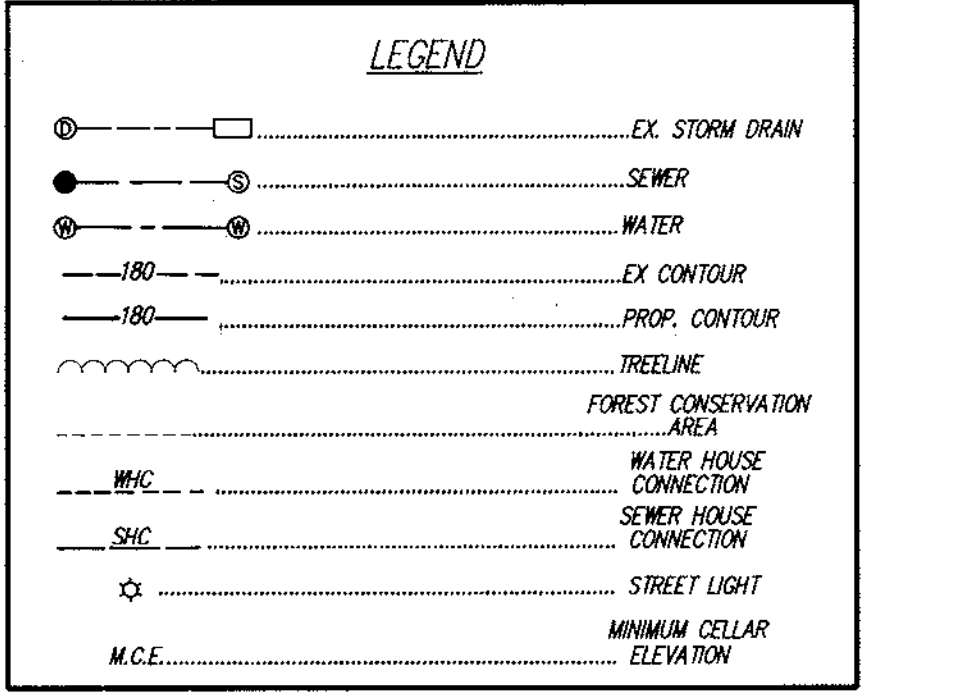 LEGEND
D EX. STORM DRAIN
S SEWER
W W WATER
180 EX CONTOUR
180 PROP. CONTOUR
TREELINE
FOREST CONSERVATION
AREA
WATER HOUSE
WHC CONNECTION
SEWER HOUSE
SHC CONNECTION
STREET LIGHT
MINIMUM CELLAR
M.C.E. ELEVATION